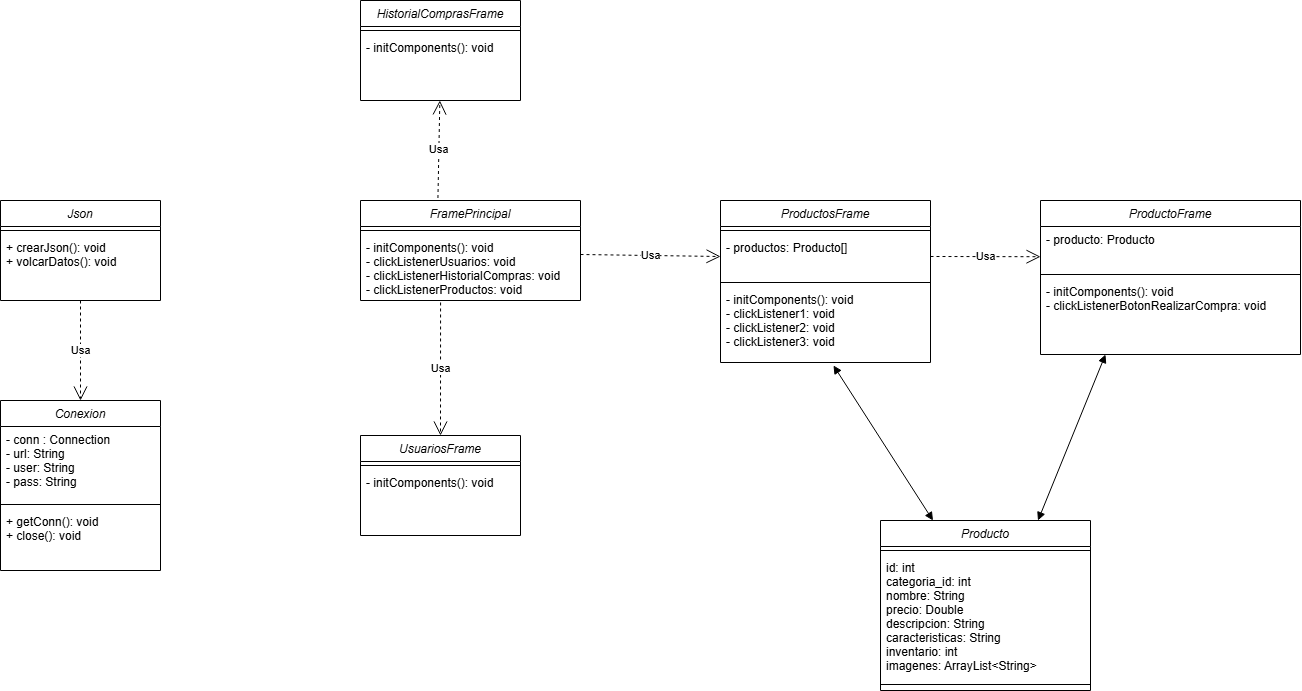 HistorialComprasFrame
- initComponents(): void
Usa
Json
+ crearJson(): void
+ volcarDatos(): void
FramePrincipal
- initComponents(): void
- clickListenerUsuarios: void
- clickListenerHistorialCompras: void
- clickListenerProductos: void
Usa
ProductosFrame
- productos: Producto[]
- initComponents(): void
- clickListener1: void
- clickListener2: void
- clickListener3: void
Usa
ProductoFrame
- producto: Producto
- initComponents(): void
- clickListenerBotonRealizarCompra: void
Usa
Usa
Conexion
- conn : Connection
- url: String
- user: String
- pass: String
+ getConn(): void
+ close(): void
UsuariosFrame
- initComponents(): void
Producto
id: int
categoria_id: int
nombre: String
precio: Double
descripcion: String
caracteristicas: String
inventario: int
imagenes: ArrayList<String>